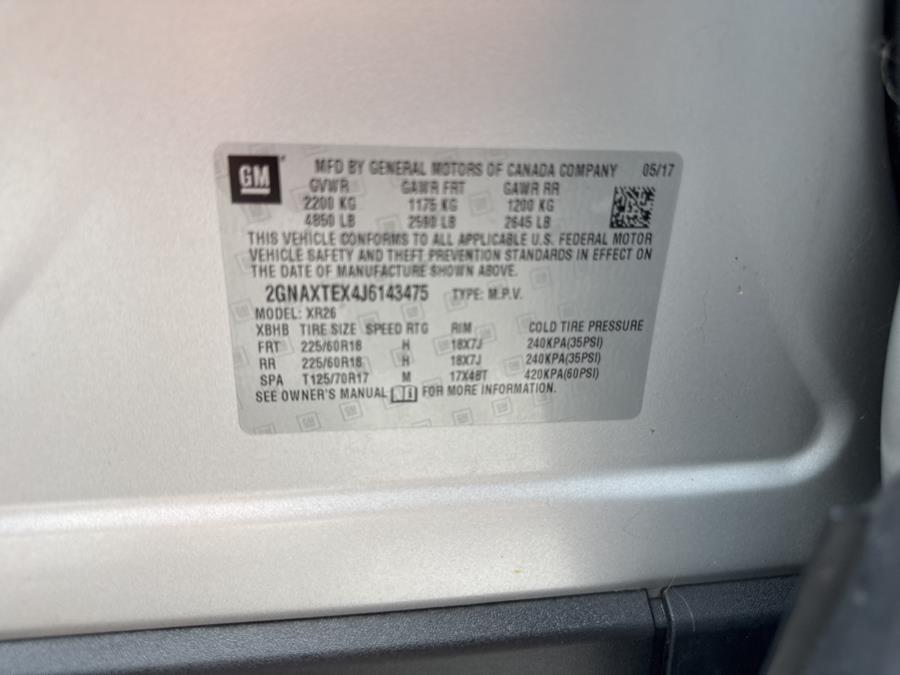 GM MFD BY GENERAL MOTORS OF CANADA COMPANY 05/17
GVWR GAWR FRT GAWR RR
2200 KG 1175 KG 1200 KG
4850 LB 2590 LB 2645 LB
THIS VEHICLE CONFORMS TO ALL APPLICABLE U.S. FEDERAL MOTOR
VEHICLE SAFETY AND THEFT PREVENTION STANDARDS IN EFFECT ON
THE DATE OF MANUFACTURE SHOWN ABOVE.
2GNAXTEX4J6143475 TYPE: M.P.V.
MODEL: XR26
XBHB TIRE SIZE SPEED RTG RIM COLD TIRE PRESSURE
FRT 225/60R18 H 18X7J 240KPA(35PSI)
RR 225/60R18 H 18X7J 240KPA(35PSI)
SPA T125/70R17 M 17X4BT 420KPA(60PSI)
SEE OWNER'S MANUAL FOR MORE INFORMATION.